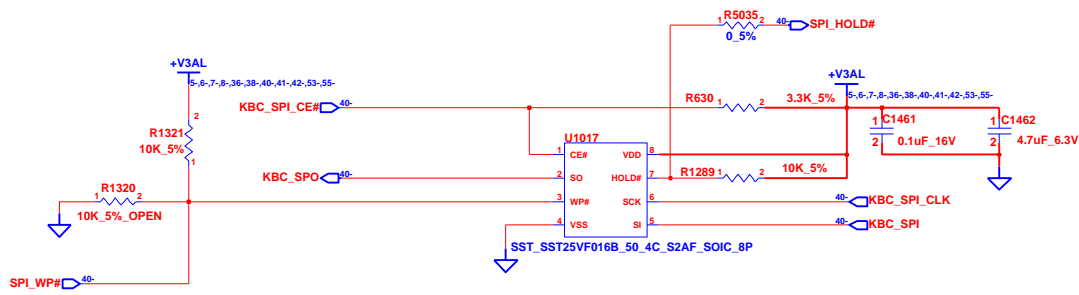 R5035
1
2
40-
SPI_HOLD#
0_5%
+V3AL
5-,6-,7-,8-,36-,38-,40-,41-,42-,53-,55-
+V3AL
5-,6-,7-,8-,36-,38-,40-,41-,42-,53-,55-
KBC_SPI_CE#
40-
R630
1
2
3.3K_5%
C1461
1
2
0.1uF_16V
C1462
1
2
4.7uF_6.3V
2
R1321
10K_5%
1
U1017
1
CE#
VDD
8
KBC_SPO
40-
2
SO
HOLD#
7
R1289
1
2
10K_5%
R1320
1
2
10K_5%_OPEN
3
WP#
SCK
6
40-
KBC_SPI_CLK
4
VSS
SI
5
40-
KBC_SPI
SST_SST25VF016B_50_4C_S2AF_SOIC_8P
SPI_WP#
40-